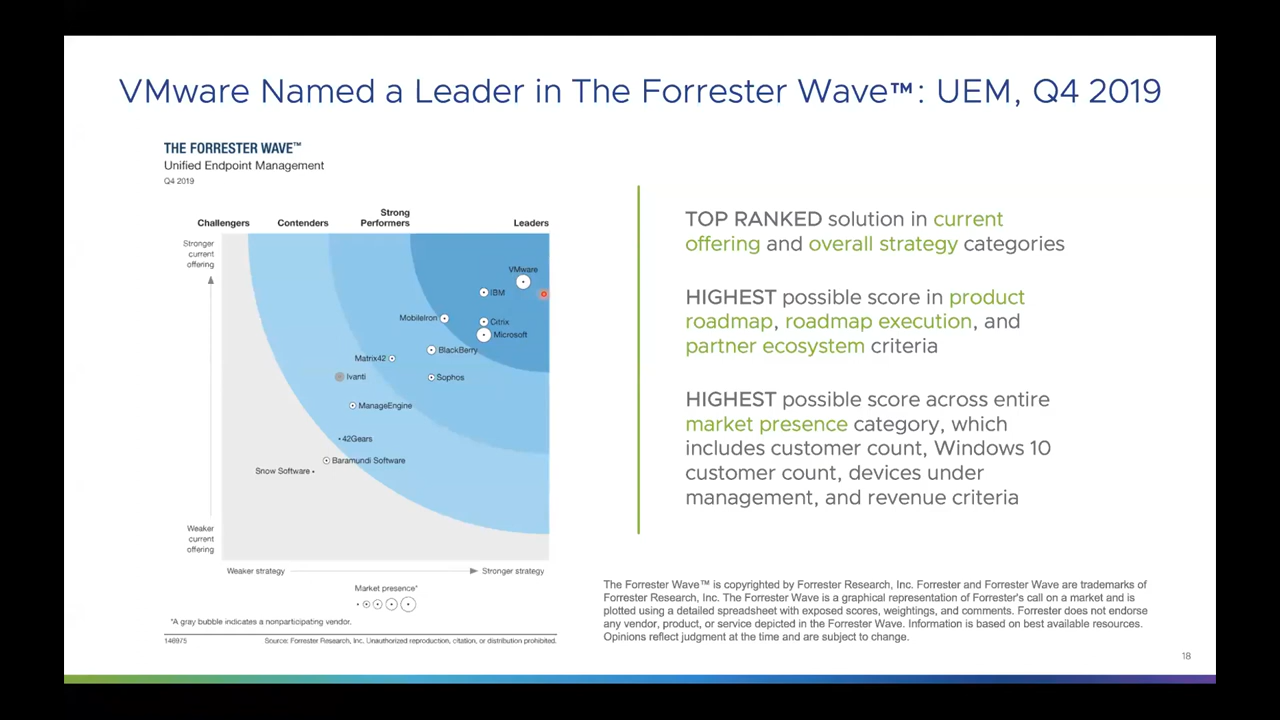 VMware Named a Leader in The Forrester Wave™: UEM, Q4 2019
THE FORRESTER WAVE™
Unified Endpoint Management
Q4 2019
Challengers
Contenders
Strong
Performers
Leaders
Stronger
current
offering
VMware
IBM
MobileIron
Citrix
Microsoft
BlackBerry
Matrix42
Ivanti
Sophos
ManageEngine
42Gears
Baramundi Software
Snow Software
Weaker
current
offering
Weaker strategy
Stronger strategy
Market presence*
*A gray bubble indicates a nonparticipating vendor.
146975
Source: Forrester Research, Inc. Unauthorized reproduction, citation, or distribution prohibited.
TOP RANKED solution in current
offering and overall strategy categories
HIGHEST possible score in product
roadmap, roadmap execution, and
partner ecosystem criteria
HIGHEST possible score across entire
market presence category, which
includes customer count, Windows 10
customer count, devices under
management, and revenue criteria
The Forrester Wave™ is copyrighted by Forrester Research, Inc. Forrester and Forrester Wave are trademarks of
Forrester Research, Inc. The Forrester Wave is a graphical representation of Forrester's call on a market and is
plotted using a detailed spreadsheet with exposed scores, weightings, and comments. Forrester does not endorse
any vendor, product, or service depicted in the Forrester Wave. Information is based on best available resources.
Opinions reflect judgment at the time and are subject to change.
18